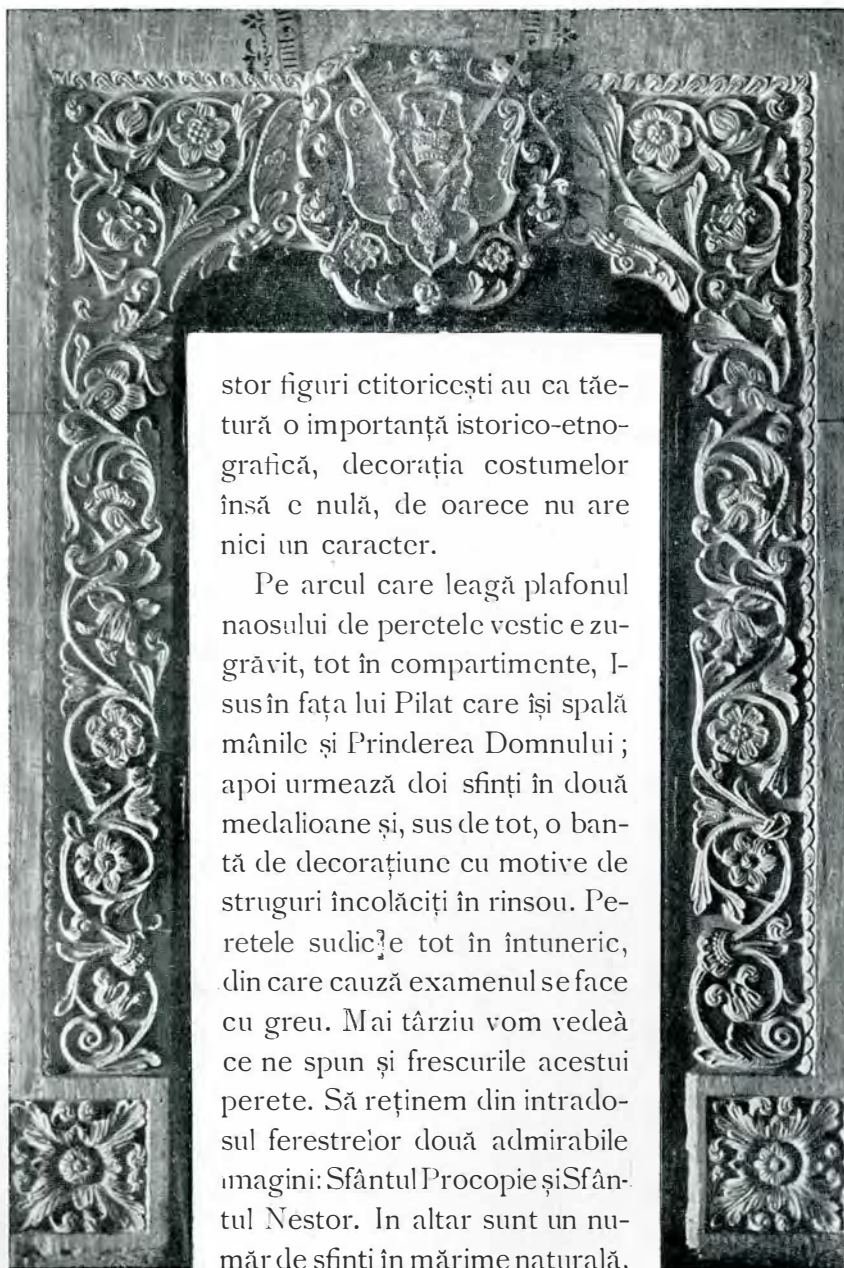 stor figuri ctitoricești au ca tăe-
tură o importanță istorico-etno-
grafică, decorația costumelor
însă e nulă, de oarece nu are
nici un caracter.
Pe arcul care leagă plafonul
naosului de peretele vestic e zu-
grăvit, tot în compartimente, I-
sus în fața lui Pilat care își spală
mânile și Prinderea Domnului ;
apoi urmează doi sfinți în două
medalioane și, sus de tot, o ban-
tă de decorațiune cu motive de
struguri încolăciți în rinsou. Pe-
retele sudic e tot în întuneric,
din care cauză examenul se face
cu greu. Mai târziu vom vedeà
ce ne spun și frescurile acestui
perete. Să reținem din intrado-
sul ferestrelor două admirabile
imagini: Sfântul Procopie și Sfân-
tul Nestor. In altar sunt un nu-
măr de sfinți în mărime naturală,